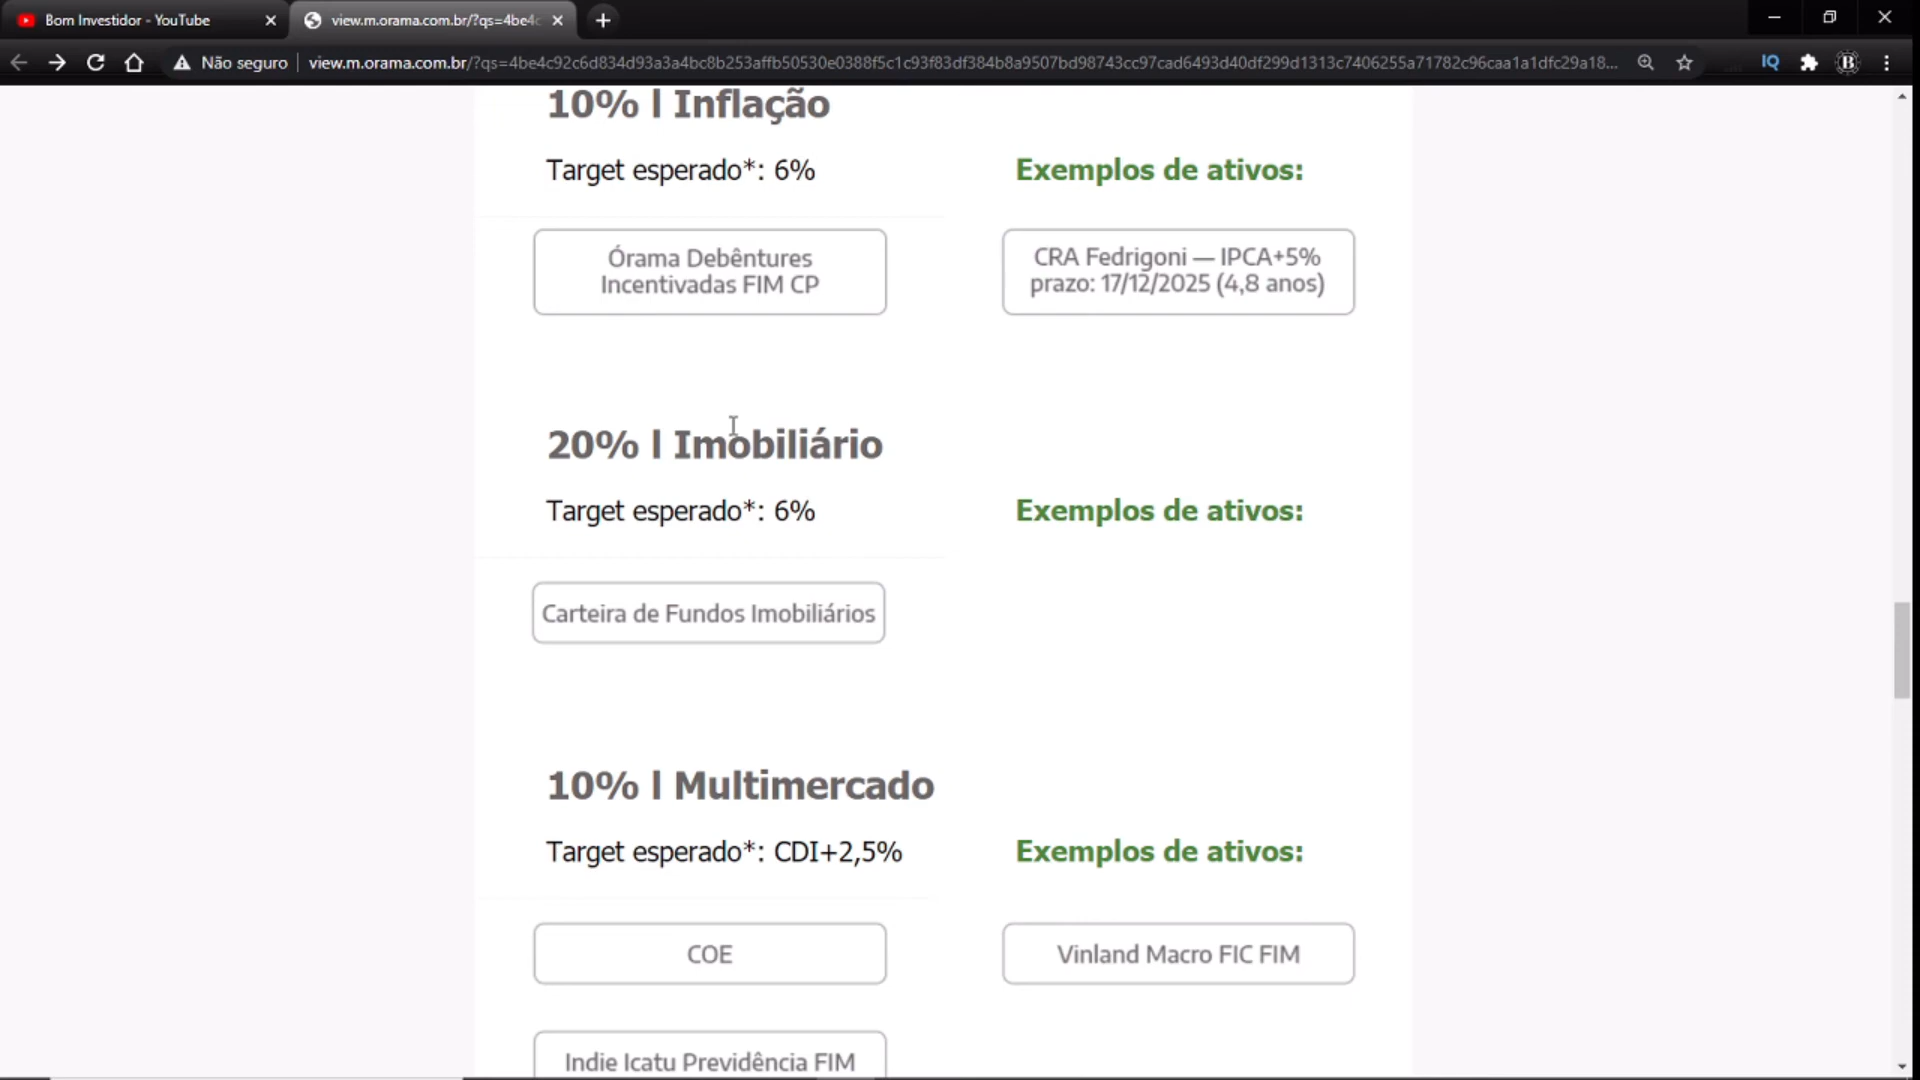 Bom Investidor - YouTube
view.m.orama.com.br/?qs=4be4c
Não seguro
view.m.orama.com.br/?qs=4be4c92c6d834d93a3a4bc8b253affb50530e0388f5c1c93f83df384b8a9507bd98743cc97cad6493d40df299d1313c7406255a71782c96caa1a1dfc29a18...
IQ
B
10% l Inflação
Target esperado*: 6%
Exemplos de ativos:
Órama Debêntures
Incentivadas FIM CP
CRA Fedrigoni — IPCA+5%
prazo: 17/12/2025 (4,8 anos)
20% l Imobiliário
Target esperado*: 6%
Exemplos de ativos:
Carteira de Fundos Imobiliários
10% l Multimercado
Target esperado*: CDI+2,5%
Exemplos de ativos:
COE
Vinland Macro FIC FIM
Indie Icatu Previdência FIM